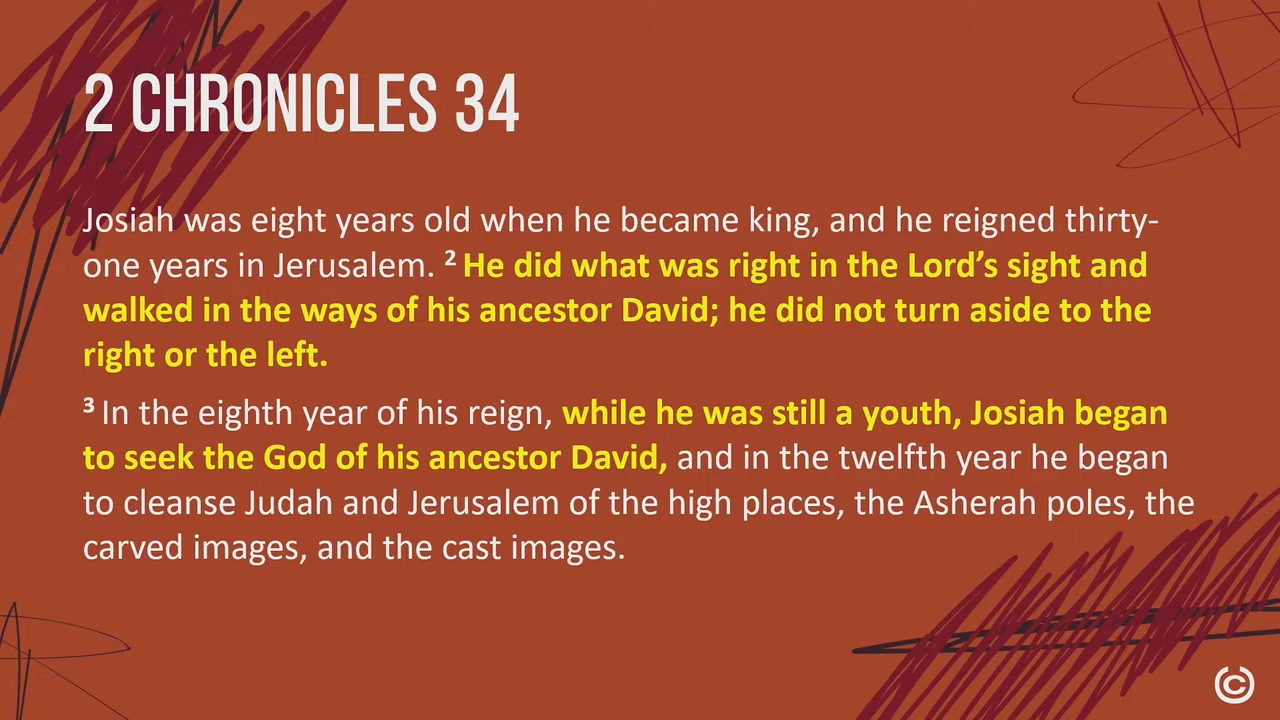 2 CHRONICLES 34
Josiah was eight years old when he became king, and he reigned thirty-
one years in Jerusalem. ² He did what was right in the Lord’s sight and
walked in the ways of his ancestor David; he did not turn aside to the
right or the left.
³ In the eighth year of his reign, while he was still a youth, Josiah began
to seek the God of his ancestor David, and in the twelfth year he began
to cleanse Judah and Jerusalem of the high places, the Asherah poles, the
carved images, and the cast images.